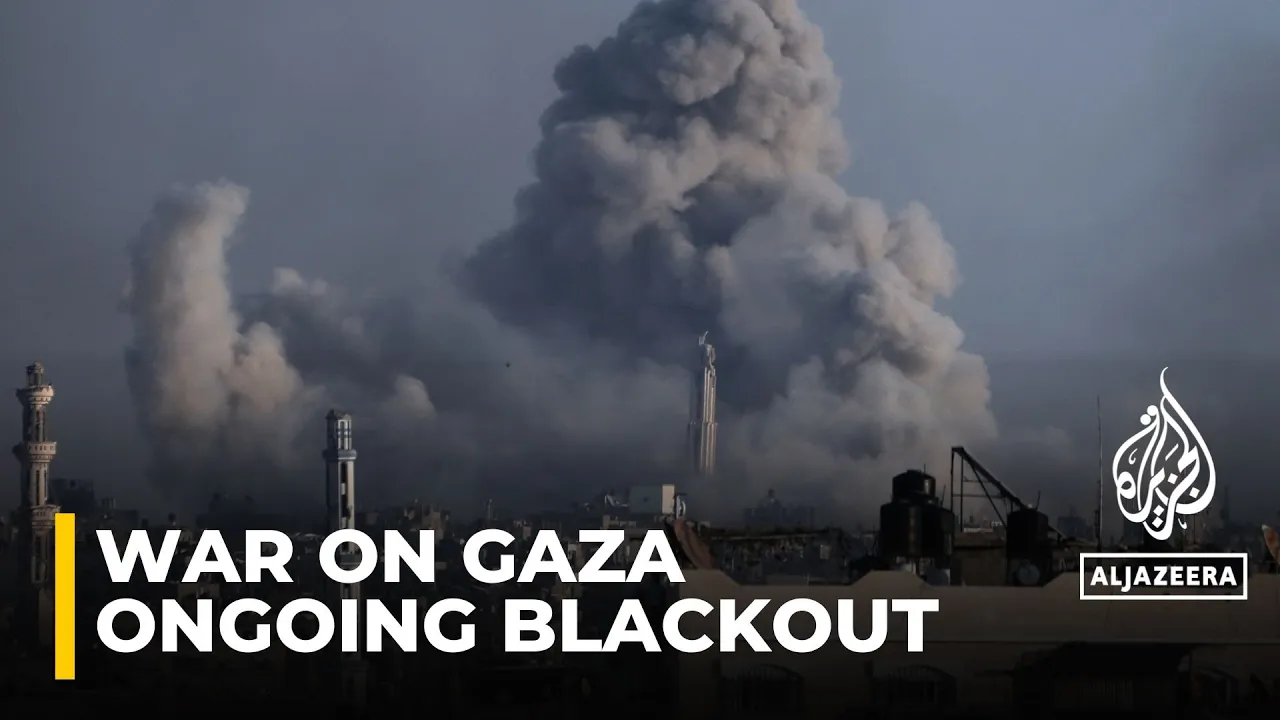 WAR ON GAZA
ONGOING BLACKOUT
الجزيرة
ALJAZEERA